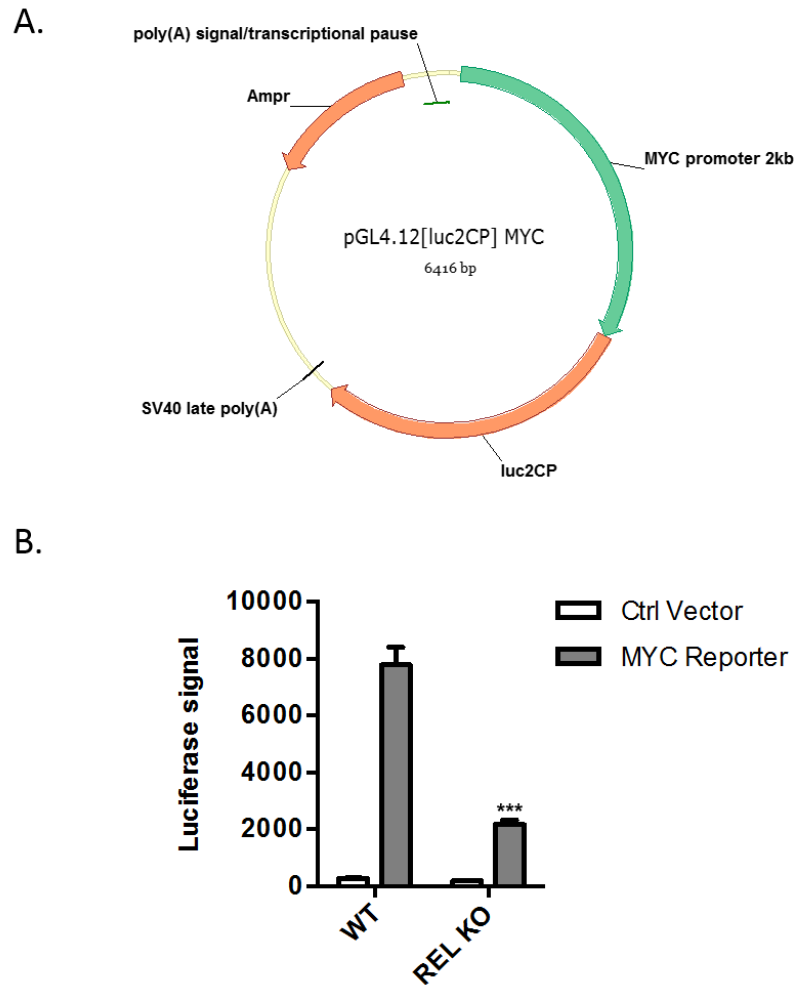 A.
poly(A) signal/transcriptional pause
Ampr
MYC promoter 2kb
pGL4.12[luc2CP] MYC
6416 bp
SV40 late poly(A)
luc2CP
B.
10000
8000
6000
4000
2000
0
Luciferase signal
Ctrl Vector
MYC Reporter
***
WT
REL KO